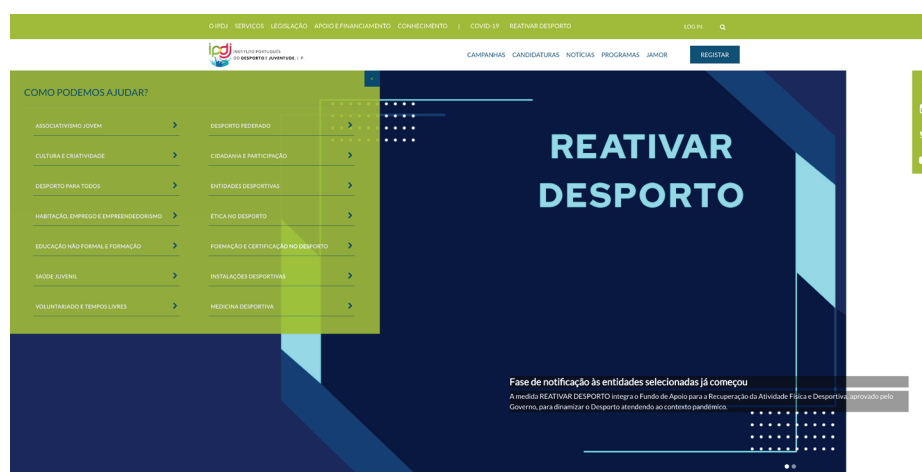 O IPDJ SERVIÇOS LEGISLAÇÃO APOIO E FINANCIAMENTO CONHECIMENTO | COVID-19 REATIVAR DESPORTO LOG IN
ipdj INSTITUTO PORTUGUÊS
DO DESPORTO E JUVENTUDE, I. P.
CAMPANHAS CANDIDATURAS NOTÍCIAS PROGRAMAS JAMOR REGISTAR
COMO PODEMOS AJUDAR?
ASSOCIATIVISMO JOVEM
DESPORTO FEDERADO
CULTURA E CRIATIVIDADE
CIDADANIA E PARTICIPAÇÃO
DESPORTO PARA TODOS
ENTIDADES DESPORTIVAS
HABITAÇÃO, EMPREGO E EMPREENDEDORISMO
ÉTICA NO DESPORTO
EDUCAÇÃO NÃO FORMAL E FORMAÇÃO
FORMAÇÃO E CERTIFICAÇÃO NO DESPORTO
SAÚDE JUVENIL
INSTALAÇÕES DESPORTIVAS
VOLUNTARIADO E TEMPOS LIVRES
MEDICINA DESPORTIVA
REATIVAR
DESPORTO
Fase de notificação às entidades selecionadas já começou
A medida REATIVAR DESPORTO integra o Fundo de Apoio para a Recuperação da Atividade Física e Desportiva, aprovado pelo
Governo, para dinamizar o Desporto atendendo ao contexto pandémico.